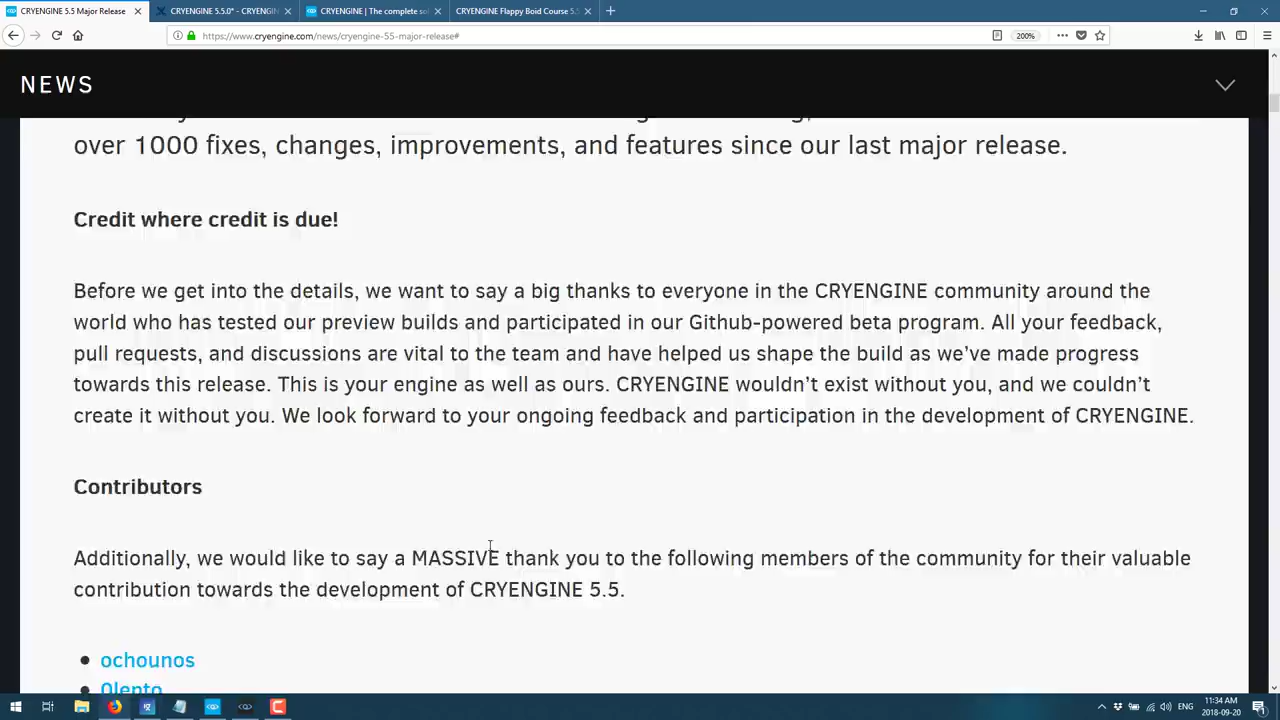 CRYENGINE 5.5 Major Release
CRYENGINE 5.5.0* - CRYENGIN
CRYENGINE | The complete sol
CRYENGINE Flappy Boid Course 5.5
https://www.cryengine.com/news/cryengine-55-major-release#
200%
NEWS
over 1000 fixes, changes, improvements, and features since our last major release.
Credit where credit is due!
Before we get into the details, we want to say a big thanks to everyone in the CRYENGINE community around the
world who has tested our preview builds and participated in our Github-powered beta program. All your feedback,
pull requests, and discussions are vital to the team and have helped us shape the build as we’ve made progress
towards this release. This is your engine as well as ours. CRYENGINE wouldn’t exist without you, and we couldn’t
create it without you. We look forward to your ongoing feedback and participation in the development of CRYENGINE.
Contributors
Additionally, we would like to say a MASSIVE thank you to the following members of the community for their valuable
contribution towards the development of CRYENGINE 5.5.
ochounos
0lento
ENG
11:34 AM
2018-09-20